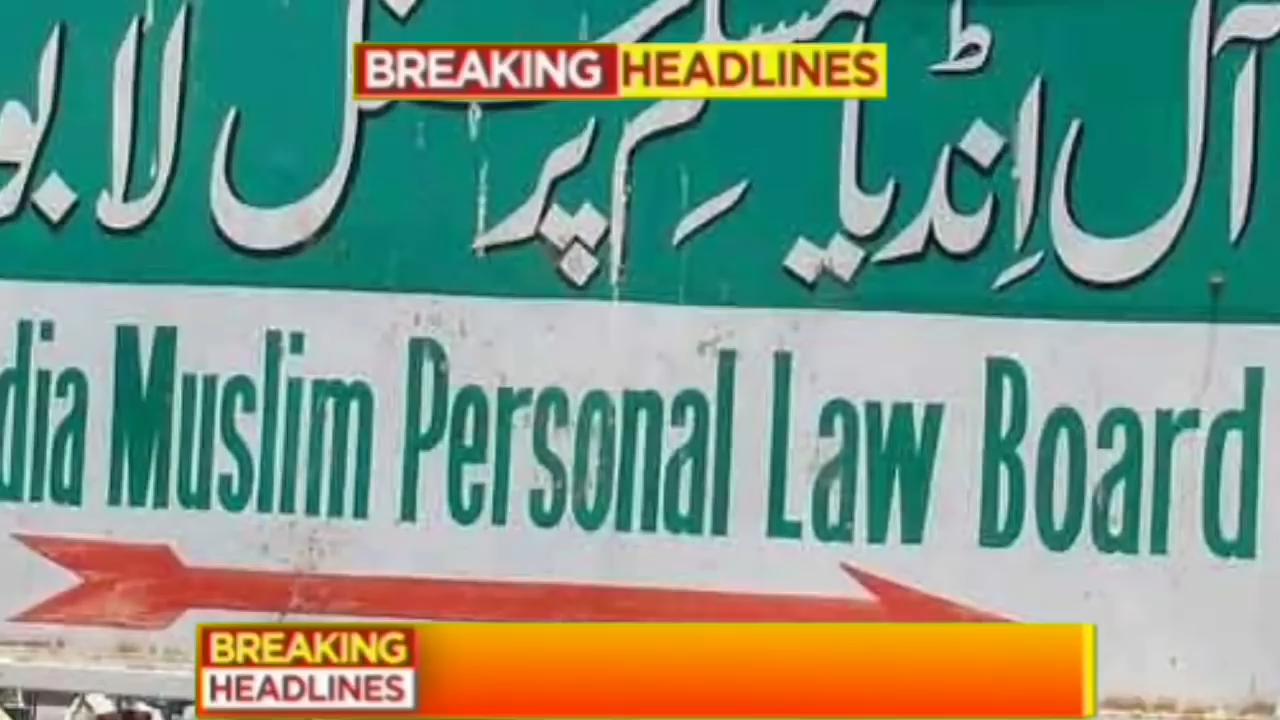 BREAKING HEADLINES
آل انڈیا مسلم پرسنل لا بو
dia Muslim Personal Law Board
BREAKING
HEADLINES